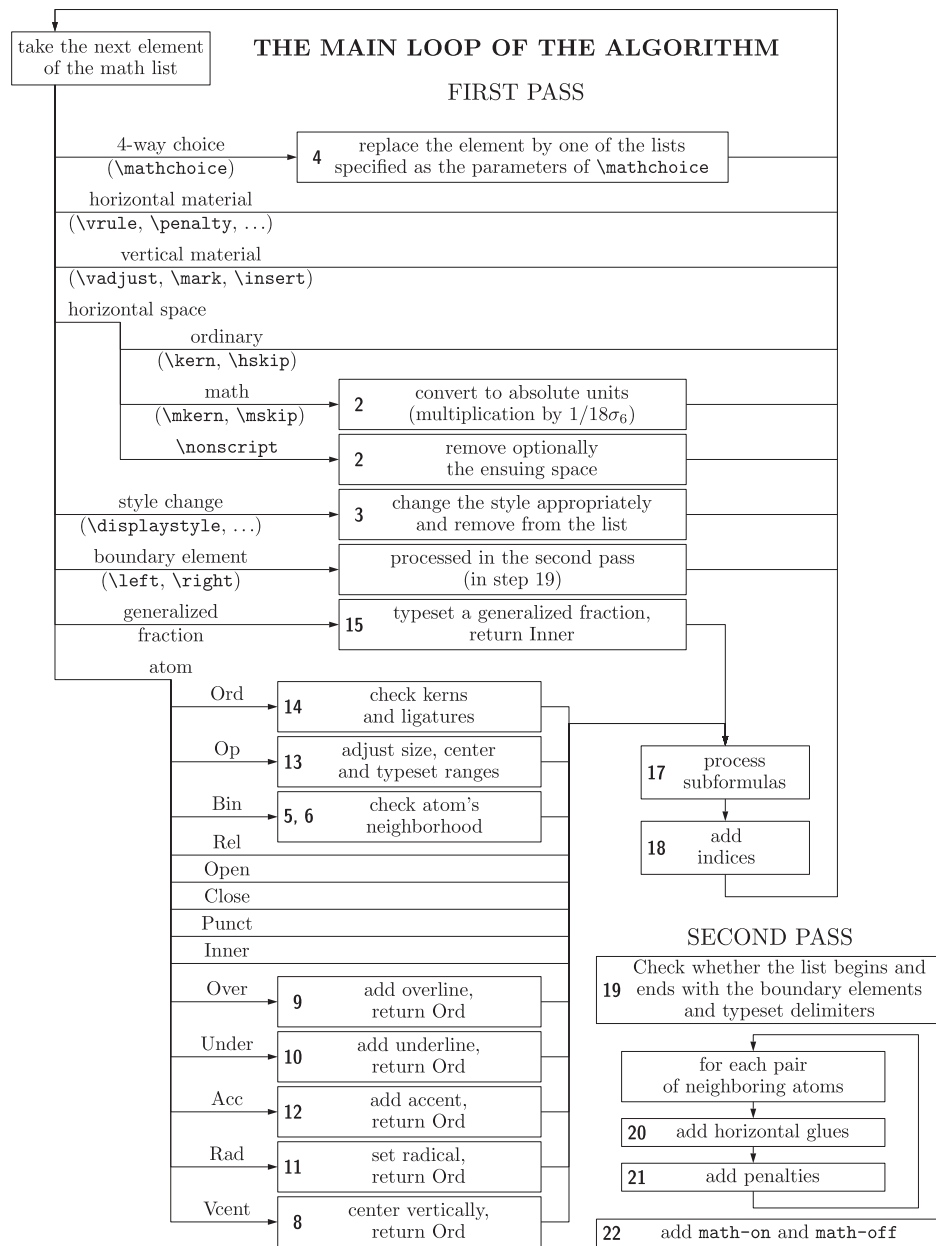 take the next element
of the math list
THE MAIN LOOP OF THE ALGORITHM
FIRST PASS
4-way choice
(\mathchoice)
4 replace the element by one of the lists
specified as the parameters of \mathchoice
horizontal material
(\vrule, \penalty, ...)
vertical material
(\vadjust, \mark, \insert)
horizontal space
ordinary
(\kern, \hskip)
math
(\mkern, \mskip)
2 convert to absolute units
(multiplication by 1/18σ₆)
\nonscript
2 remove optionally
the ensuing space
style change
(\displaystyle, ...)
3 change the style appropriately
and remove from the list
boundary element
(\left, \right)
processed in the second pass
(in step 19)
generalized
fraction
15 typeset a generalized fraction,
return Inner
atom
Ord
14 check kerns
and ligatures
Op
13 adjust size, center
and typeset ranges
Bin
5, 6 check atom's
neighborhood
Rel
Open
Close
Punct
Inner
Over
9 add overline,
return Ord
Under
10 add underline,
return Ord
Acc
12 add accent,
return Ord
Rad
11 set radical,
return Ord
Vcent
8 center vertically,
return Ord
17 process
subformulas
18 add
indices
SECOND PASS
19 Check whether the list begins and
ends with the boundary elements
and typeset delimiters
for each pair
of neighboring atoms
20 add horizontal glues
21 add penalties
22 add math-on and math-off